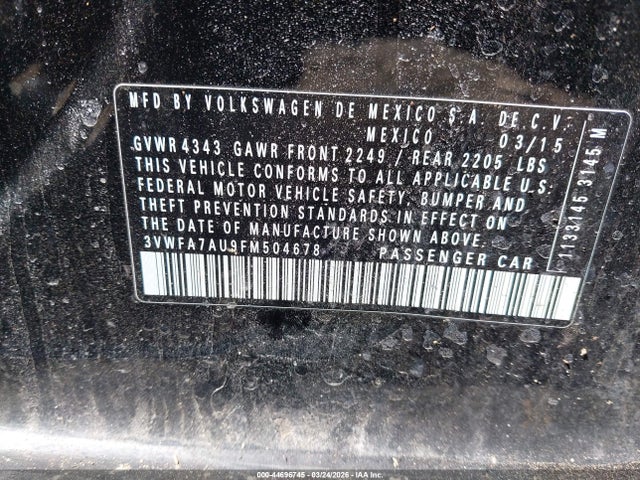 MFD BY VOLKSWAGEN DE MEXICO S.A. DE C.V.
MEXICO 03/15
GVWR 4343 GAWR FRONT 2249 / REAR 2205 LBS
THIS VEHICLE CONFORMS TO ALL APPLICABLE U.S.
FEDERAL MOTOR VEHICLE SAFETY, BUMPER AND
THEFT PREVENTION STANDARDS IN EFFECT ON
THE DATE OF MANUFACTURE SHOWN ABOVE.
3VWFA7AU9FM504678 PASSENGER CAR
1133145 3145 M
000-44696745 - 03/24/2026 - IAA